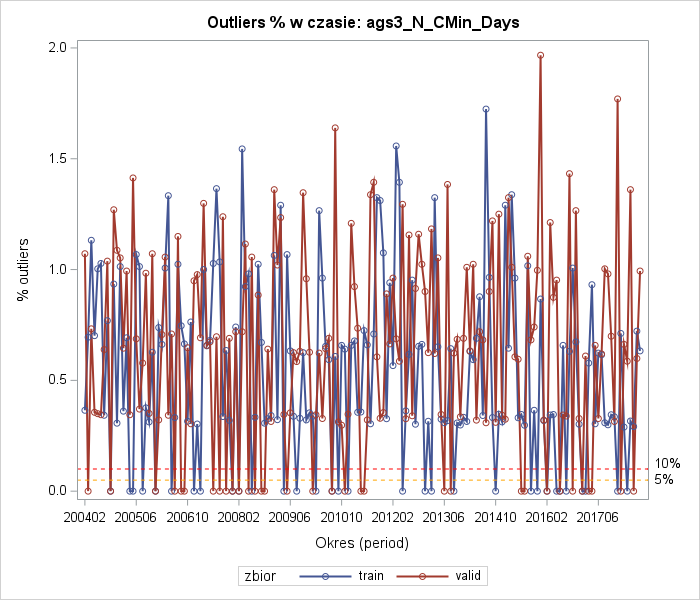 Outliers % w czasie: ags3_N_CMin_Days
% outliers
2.0
1.5
1.0
0.5
0.0
10%
5%
200402 200506 200610 200802 200906 201010 201202 201306 201410 201602 201706
Okres (period)
zbior train valid